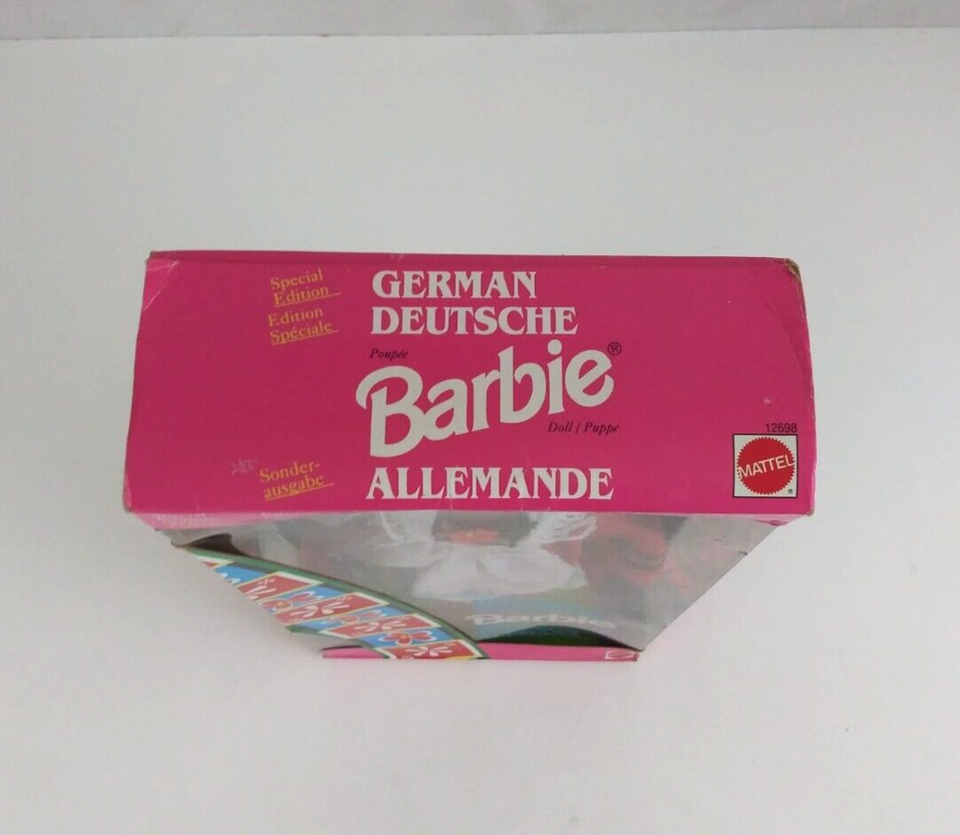 Special
Edition
Edition
Spéciale
GERMAN
DEUTSCHE
Poupée
Barbie®
Doll / Puppe
Sonder-
ausgabe
ALLEMANDE
12698
MATTEL
®
Barbie